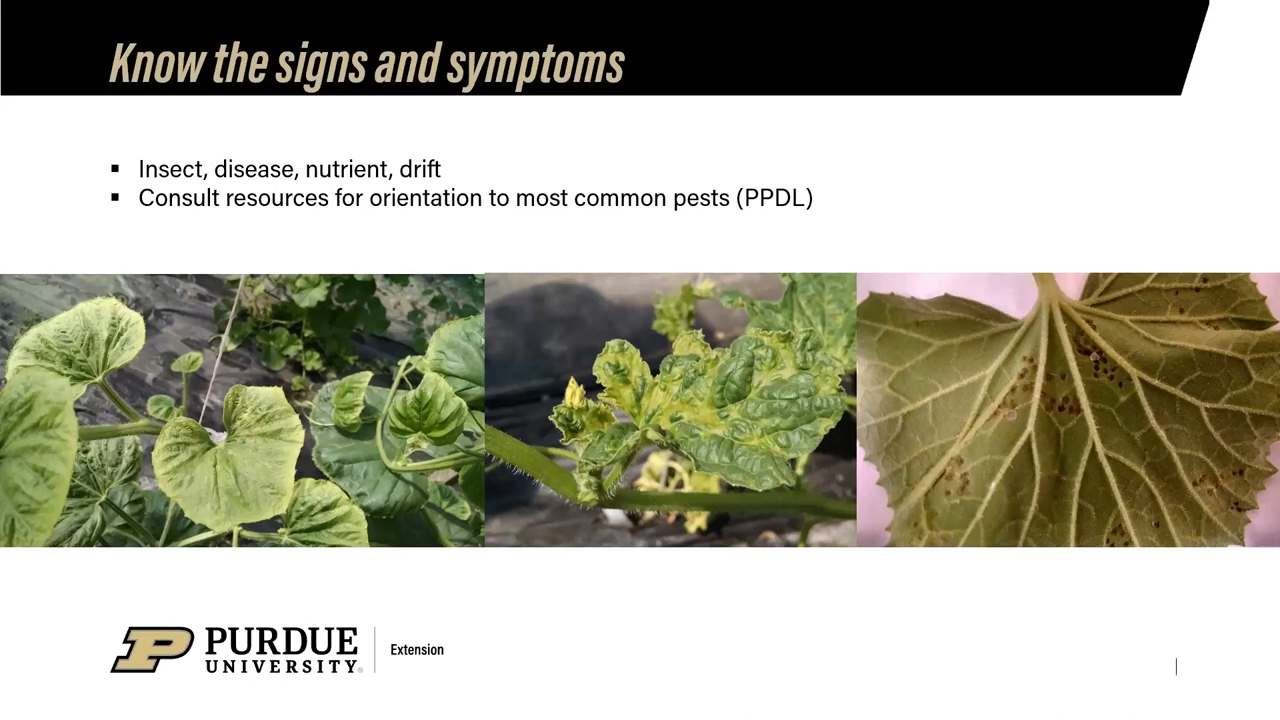 Know the signs and symptoms
▪ Insect, disease, nutrient, drift
▪ Consult resources for orientation to most common pests (PPDL)
PURDUE
UNIVERSITY®
Extension